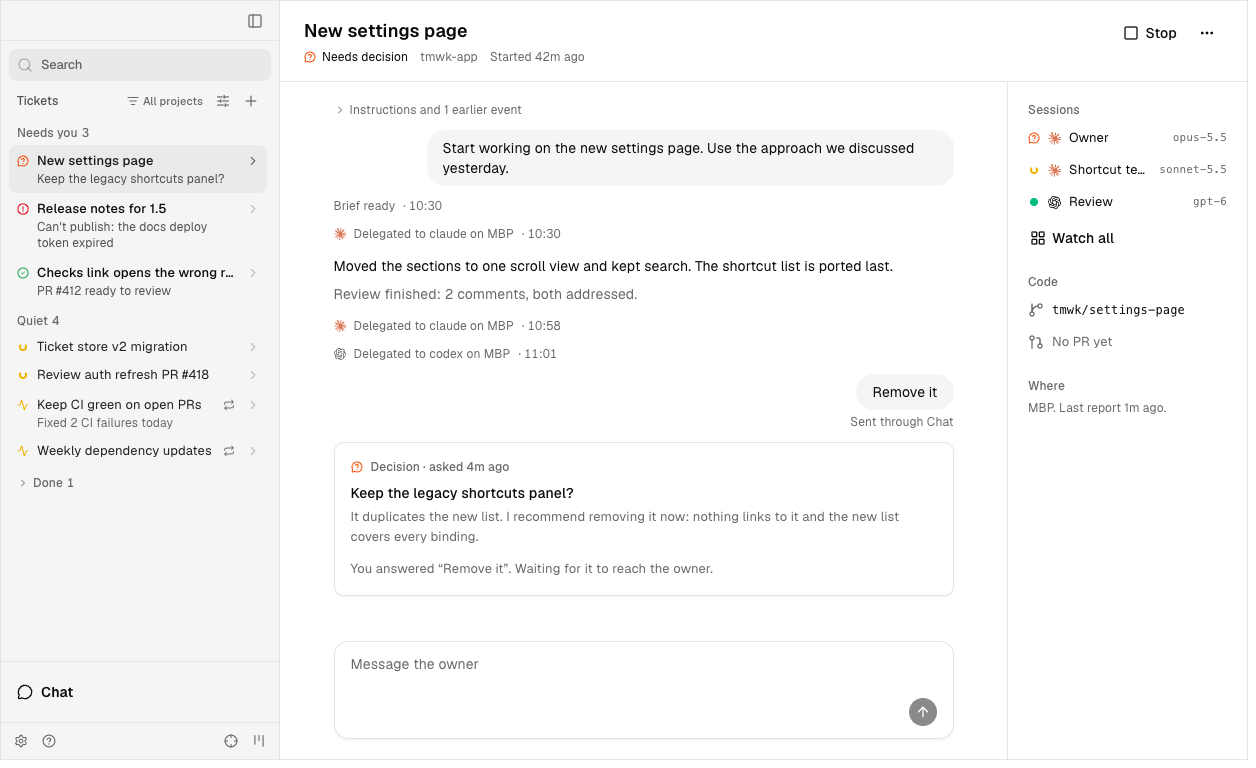 Search
Tickets
All projects
Needs you 3
New settings page
Keep the legacy shortcuts panel?
Release notes for 1.5
Can't publish: the docs deploy
token expired
Checks link opens the wrong r...
PR #412 ready to review
Quiet 4
Ticket store v2 migration
Review auth refresh PR #418
Keep CI green on open PRs
Fixed 2 CI failures today
Weekly dependency updates
Done 1
Chat
New settings page
Needs decision tmwk-app Started 42m ago
Stop
Instructions and 1 earlier event
Start working on the new settings page. Use the approach we discussed
yesterday.
Brief ready · 10:30
Delegated to claude on MBP · 10:30
Moved the sections to one scroll view and kept search. The shortcut list is ported last.
Review finished: 2 comments, both addressed.
Delegated to claude on MBP · 10:58
Delegated to codex on MBP · 11:01
Remove it
Sent through Chat
Decision · asked 4m ago
Keep the legacy shortcuts panel?
It duplicates the new list. I recommend removing it now: nothing links to it and the new list
covers every binding.
You answered “Remove it”. Waiting for it to reach the owner.
Message the owner
Sessions
Owner opus-5.5
Shortcut te... sonnet-5.5
Review gpt-6
Watch all
Code
tmwk/settings-page
No PR yet
Where
MBP. Last report 1m ago.